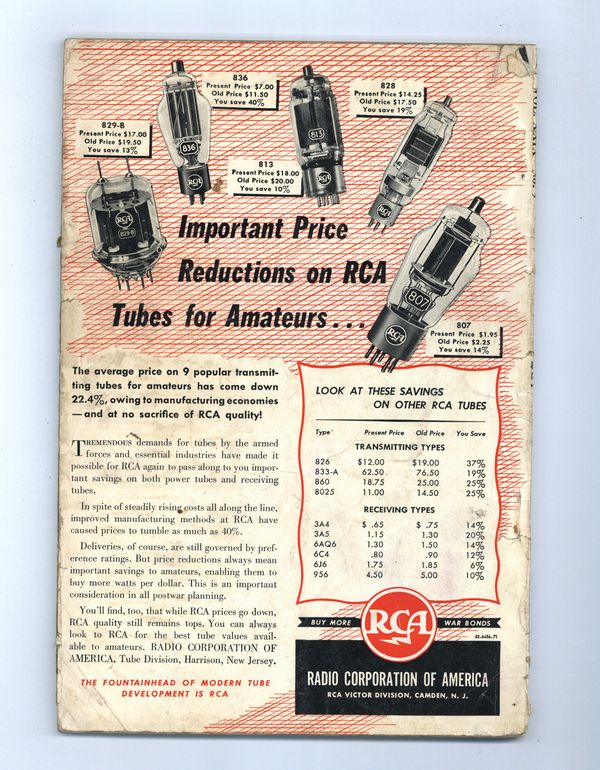 836
Present Price $7.00
Old Price $11.50
You save 40%
828
Present Price $14.25
Old Price $17.50
You save 19%
829-B
Present Price $17.00
Old Price $19.50
You save 13%
813
Present Price $18.00
Old Price $20.00
You save 10%
836
RCA
813
RCA
RCA
RCA
829-B
807
RCA
Important Price
Reductions on RCA
Tubes for Amateurs...
807
Present Price $1.95
Old Price $2.25
You save 14%
The average price on 9 popular transmit-
ting tubes for amateurs has come down
22.4%, owing to manufacturing economies
—and at no sacrifice of RCA quality!
TREMENDOUS demands for tubes by the armed
forces and essential industries have made it
possible for RCA again to pass along to you impor-
tant savings on both power tubes and receiving
tubes.
In spite of steadily rising costs all along the line,
improved manufacturing methods at RCA have
caused prices to tumble as much as 40%.
Deliveries, of course, are still governed by pref-
erence ratings. But price reductions always mean
important savings to amateurs, enabling them to
buy more watts per dollar. This is an important
consideration in all postwar planning.
You'll find, too, that while RCA prices go down,
RCA quality still remains tops. You can always
look to RCA for the best tube values avail-
able to amateurs. RADIO CORPORATION OF
AMERICA, Tube Division, Harrison, New Jersey.
THE FOUNTAINHEAD OF MODERN TUBE
DEVELOPMENT IS RCA
LOOK AT THESE SAVINGS
ON OTHER RCA TUBES
Type Present Price Old Price You Save
TRANSMITTING TYPES
826 $12.00 $19.00 37%
833-A 62.50 76.50 19%
860 18.75 25.00 25%
8025 11.00 14.50 25%
RECEIVING TYPES
3A4 $ .65 $ .75 14%
3A5 1.15 1.30 20%
6AQ6 1.30 1.50 14%
6C4 .80 .90 12%
6J6 1.75 1.85 6%
956 4.50 5.00 10%
BUY MORE RCA WAR BONDS
62-6636-71
RADIO CORPORATION OF AMERICA
RCA VICTOR DIVISION, CAMDEN, N. J.